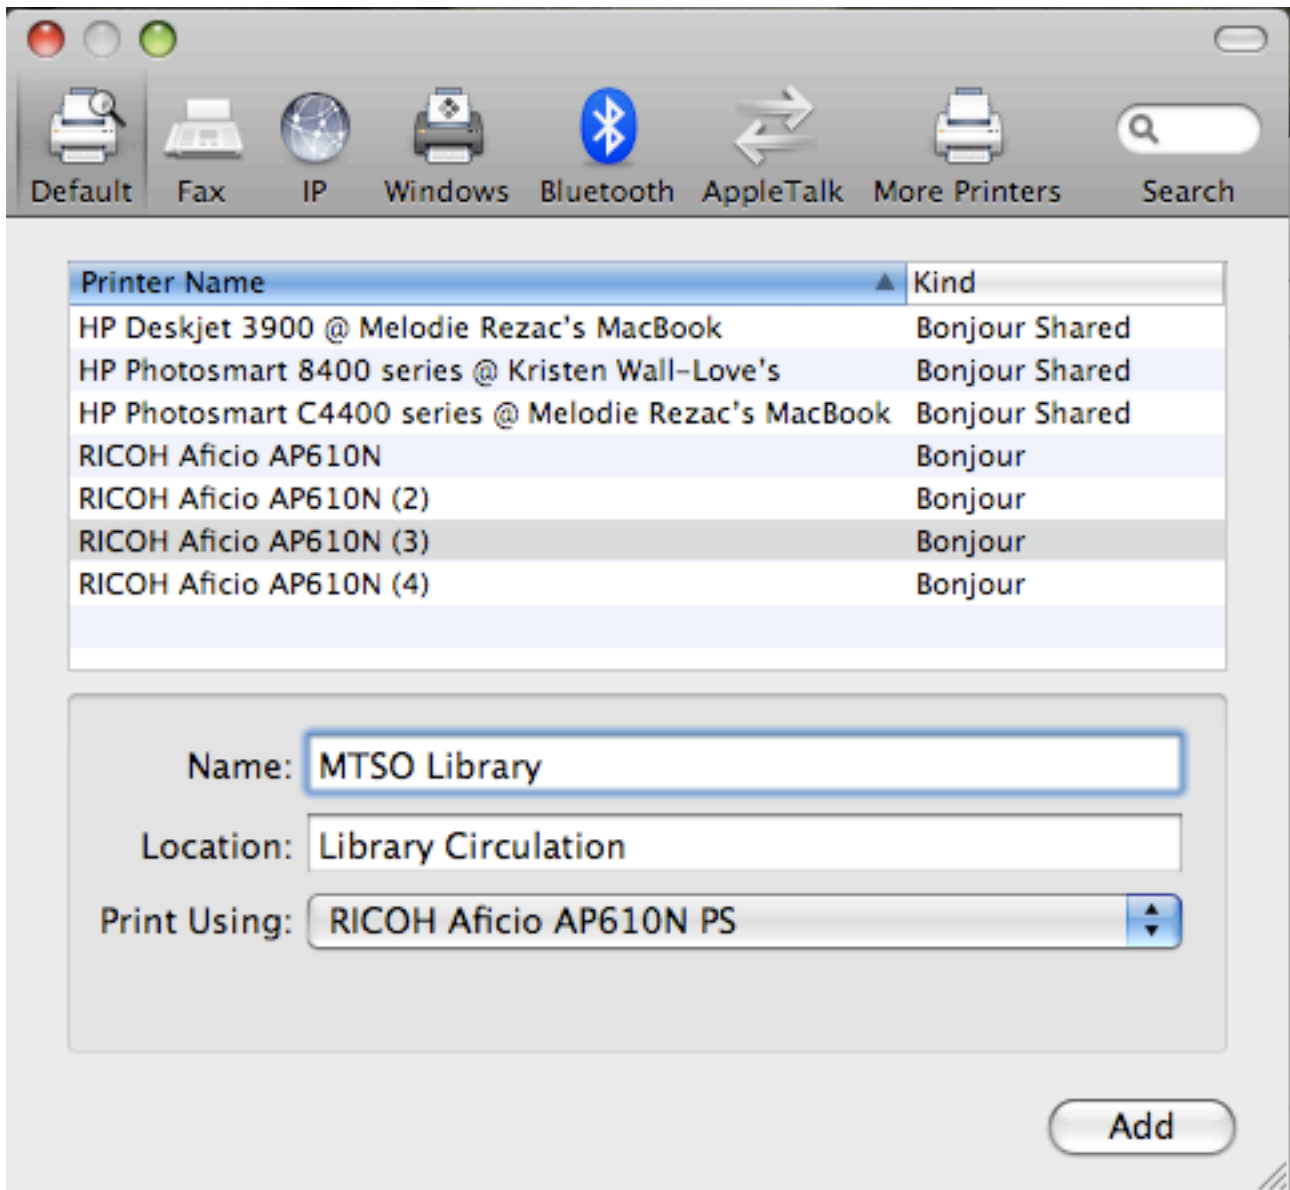 Default Fax IP Windows Bluetooth AppleTalk More Printers Search
Printer Name Kind
HP Deskjet 3900 @ Melodie Rezac's MacBook Bonjour Shared
HP Photosmart 8400 series @ Kristen Wall-Love's Bonjour Shared
HP Photosmart C4400 series @ Melodie Rezac's MacBook Bonjour Shared
RICOH Aficio AP610N Bonjour
RICOH Aficio AP610N (2) Bonjour
RICOH Aficio AP610N (3) Bonjour
RICOH Aficio AP610N (4) Bonjour
Name: MTSO Library
Location: Library Circulation
Print Using: RICOH Aficio AP610N PS
Add